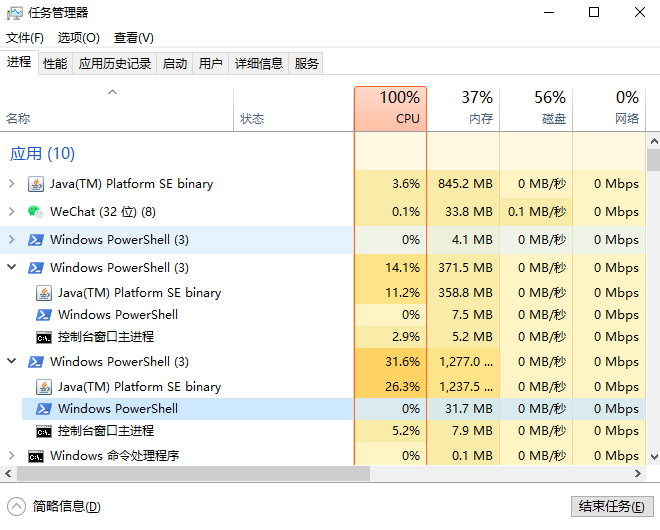 任务管理器
文件(F) 选项(O) 查看(V)
进程 性能 应用历史记录 启动 用户 详细信息 服务
100% 37% 56% 0%
名称 状态 CPU 内存 磁盘 网络
应用 (10)
Java(TM) Platform SE binary 3.6% 845.2 MB 0 MB/秒 0 Mbps
WeChat (32 位) (8) 0.1% 33.8 MB 0.1 MB/秒 0 Mbps
Windows PowerShell (3) 0% 4.1 MB 0 MB/秒 0 Mbps
Windows PowerShell (3) 14.1% 371.5 MB 0 MB/秒 0 Mbps
Java(TM) Platform SE binary 11.2% 358.8 MB 0 MB/秒 0 Mbps
Windows PowerShell 0% 7.5 MB 0 MB/秒 0 Mbps
控制台窗口主进程 2.9% 5.2 MB 0 MB/秒 0 Mbps
Windows PowerShell (3) 31.6% 1,277.0 ... 0 MB/秒 0 Mbps
Java(TM) Platform SE binary 26.3% 1,237.5 ... 0 MB/秒 0 Mbps
Windows PowerShell 0% 31.7 MB 0 MB/秒 0 Mbps
控制台窗口主进程 5.2% 7.9 MB 0 MB/秒 0 Mbps
Windows 命令处理程序 0% 0.1 MB 0 MB/秒 0 Mbps
简略信息(D) 结束任务(E)